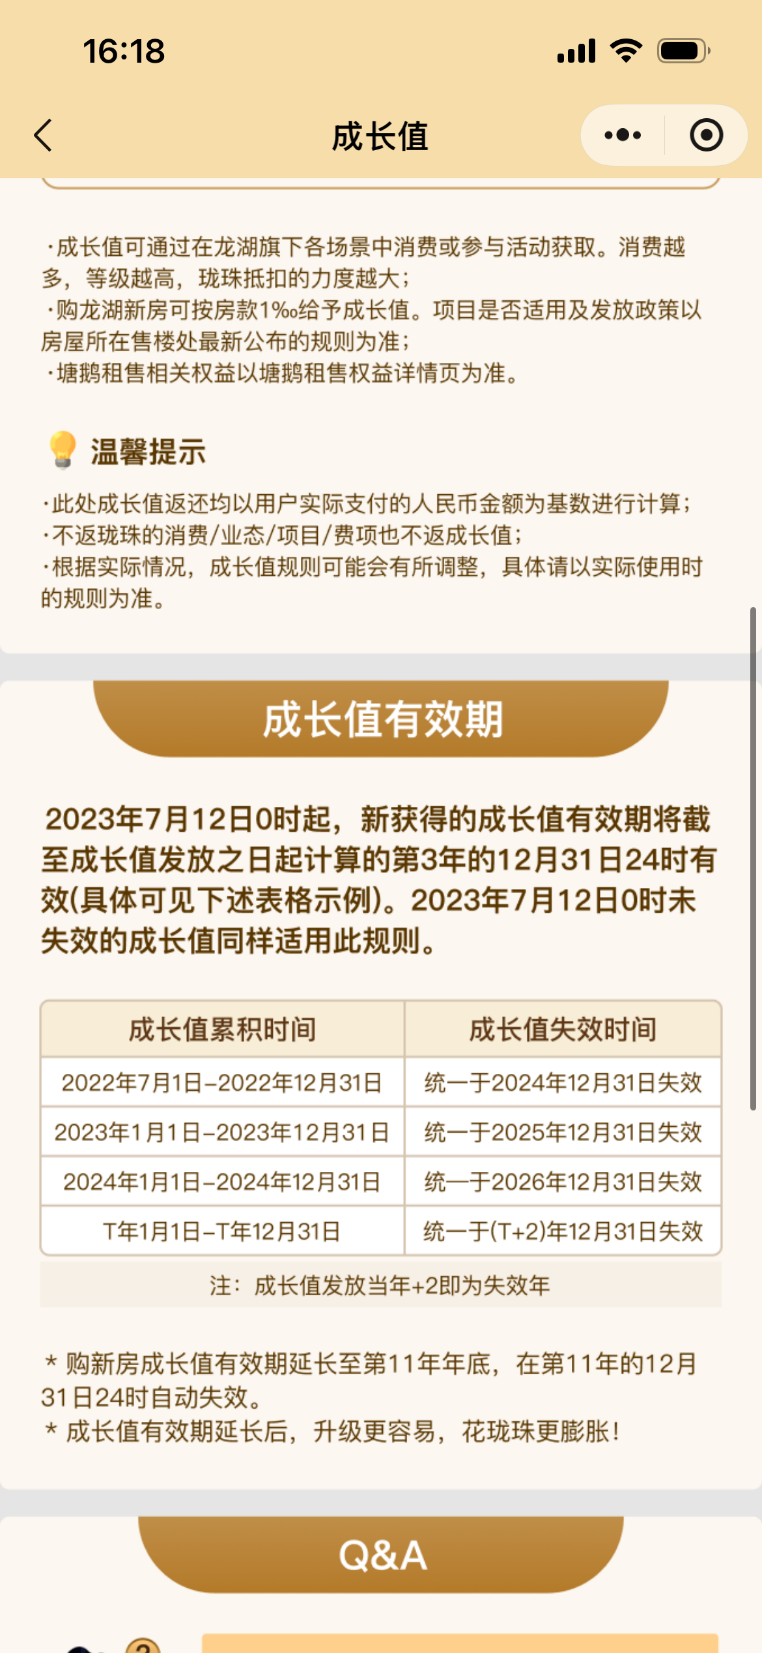 16:18
成长值
·成长值可通过在龙湖旗下各场景中消费或参与活动获取。消费越
多，等级越高，珑珠抵扣的力度越大；
·购龙湖新房可按房款1‰给予成长值。项目是否适用及发放政策以
房屋所在售楼处最新公布的规则为准；
·塘鹅租售相关权益以塘鹅租售权益详情页为准。
温馨提示
·此处成长值返还均以用户实际支付的人民币金额为基数进行计算；
·不返珑珠的消费/业态/项目/费项也不返成长值；
·根据实际情况，成长值规则可能会有所调整，具体请以实际使用时
的规则为准。
成长值有效期
2023年7月12日0时起，新获得的成长值有效期将截
至成长值发放之日起计算的第3年的12月31日24时有
效(具体可见下述表格示例)。2023年7月12日0时未
失效的成长值同样适用此规则。
成长值累积时间 成长值失效时间
2022年7月1日–2022年12月31日 统一于2024年12月31日失效
2023年1月1日–2023年12月31日 统一于2025年12月31日失效
2024年1月1日–2024年12月31日 统一于2026年12月31日失效
T年1月1日–T年12月31日 统一于(T+2)年12月31日失效
注：成长值发放当年+2即为失效年
* 购新房成长值有效期延长至第11年年底，在第11年的12月
31日24时自动失效。
* 成长值有效期延长后，升级更容易，花珑珠更膨胀！
Q&A
?